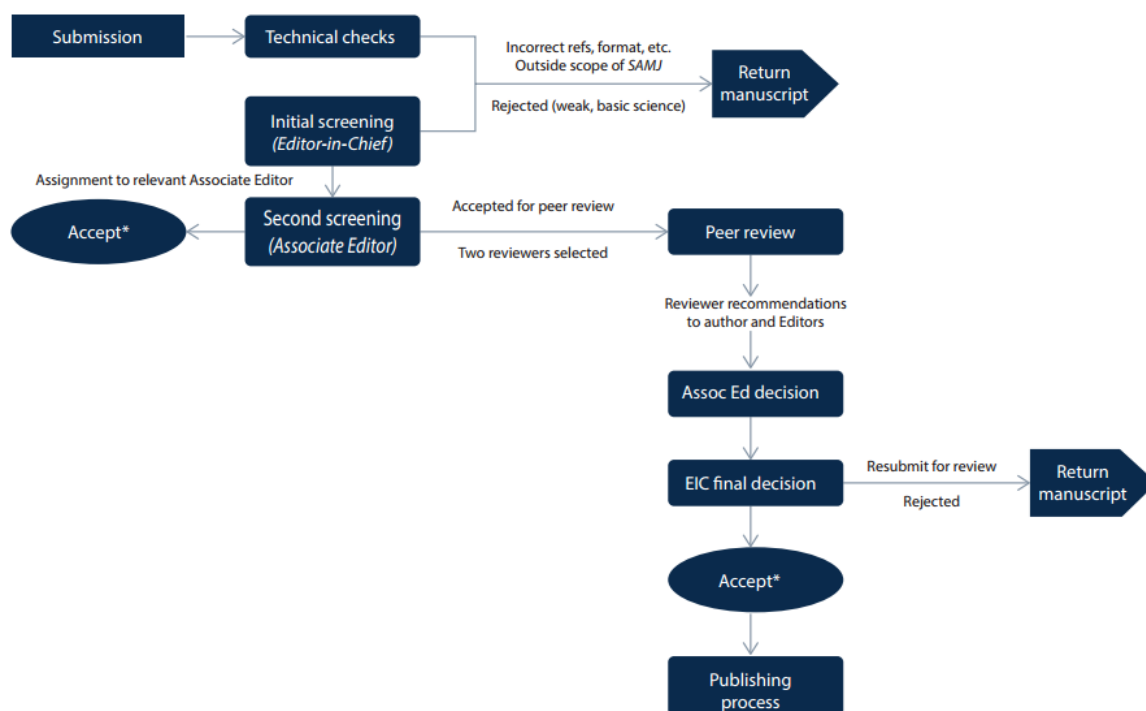 Submission
Technical checks
Incorrect refs, format, etc.
Outside scope of SAMJ
Rejected (weak, basic science)
Return
manuscript
Initial screening
(Editor-in-Chief)
Assignment to relevant Associate Editor
Accept*
Second screening
(Associate Editor)
Accepted for peer review
Two reviewers selected
Peer review
Reviewer recommendations
to author and Editors
Assoc Ed decision
EIC final decision
Resubmit for review
Rejected
Return
manuscript
Accept*
Publishing
process